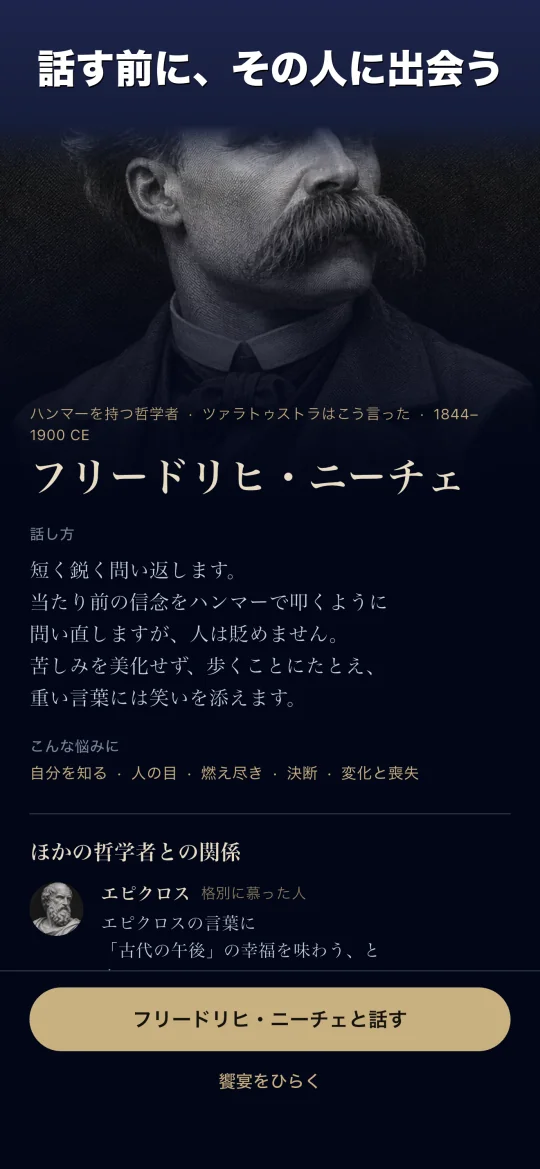 話す前に、その人に出会う
ハンマーを持つ哲学者 · ツァラトゥストラはこう言った · 1844–
1900 CE
フリードリヒ・ニーチェ
話し方
短く鋭く問い返します。
当たり前の信念をハンマーで叩くように
問い直しますが、人は貶めません。
苦しみを美化せず、歩くことにたとえ、
重い言葉には笑いを添えます。
こんな悩みに
自分を知る · 人の目 · 燃え尽き · 決断 · 変化と喪失
ほかの哲学者との関係
エピクロス 格別に慕った人
エピクロスの言葉に
「古代の午後」の幸福を味わう、と
フリードリヒ・ニーチェと話す
饗宴をひらく